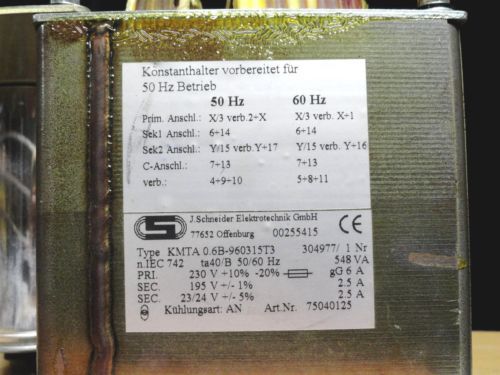 Konstanthalter vorbereitet für
50 Hz Betrieb
50 Hz 60 Hz
Prim. Anschl.: X/3 verb.2÷X X/3 verb. X÷1
Sek1 Anschl.: 6÷14 6÷14
Sek2 Anschl.: Y/15 verb.Y÷17 Y/15 verb.Y÷16
C-Anschl.: 7÷13 7÷13
verb.: 4÷9÷10 5÷8÷11
J.Schneider Elektrotechnik GmbH
77652 Offenburg 00255415 CE
Type KMTA 0.6B-960315T3 304977/ 1 Nr
n.IEC 742 ta40/B 50/60 Hz 548 VA
PRI. 230 V +10% -20% gG 6 A
SEC. 195 V +/- 1% 2.5 A
SEC. 23/24 V +/- 5% 2.5 A
Kühlungsart: AN Art.Nr. 75040125